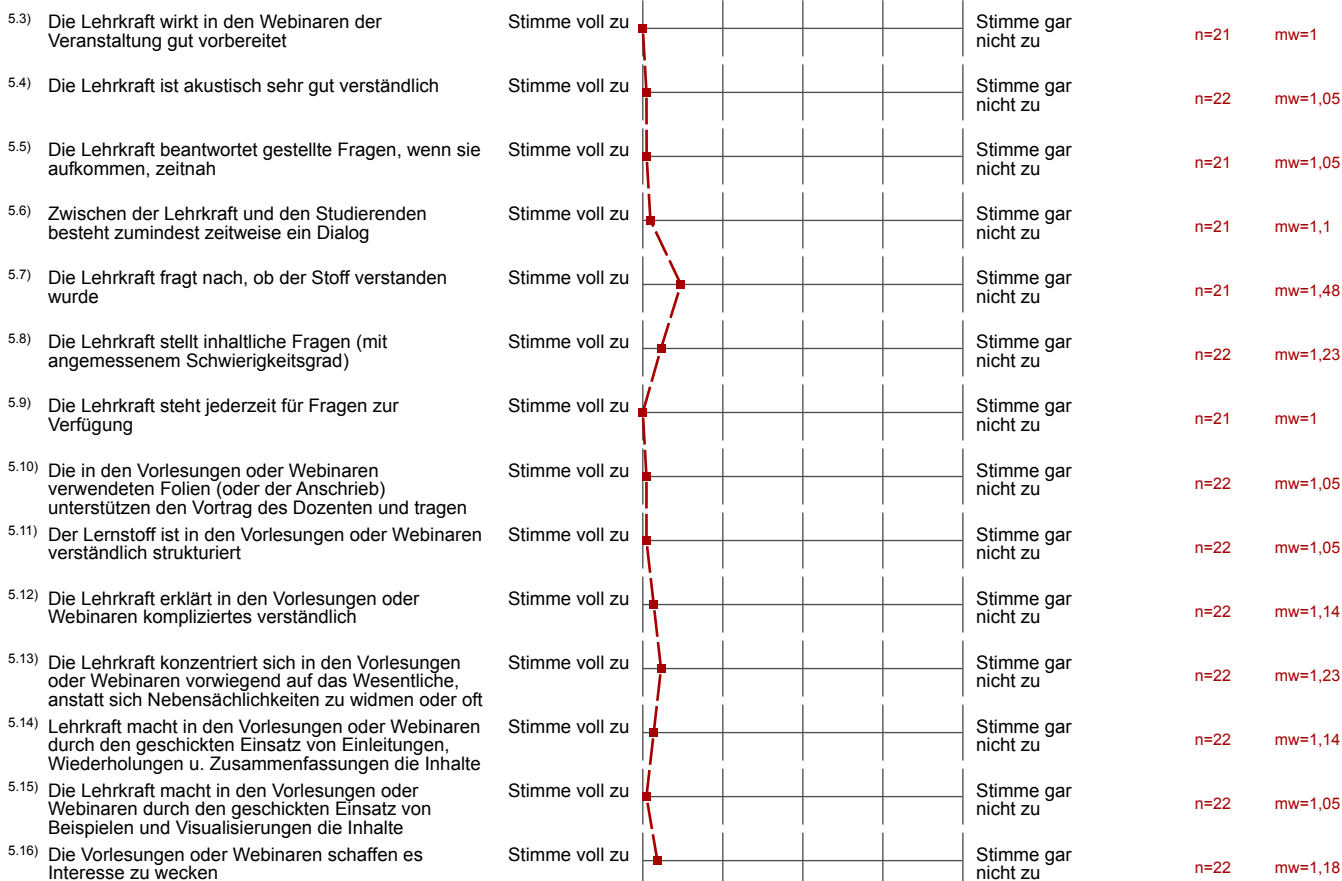 5.3) Die Lehrkraft wirkt in den Webinaren der Stimme voll zu Stimme gar
Veranstaltung gut vorbereitet nicht zu n=21 mw=1
5.4) Die Lehrkraft ist akustisch sehr gut verständlich Stimme voll zu Stimme gar
nicht zu n=22 mw=1,05
5.5) Die Lehrkraft beantwortet gestellte Fragen, wenn sie Stimme voll zu Stimme gar
aufkommen, zeitnah nicht zu n=21 mw=1,05
5.6) Zwischen der Lehrkraft und den Studierenden Stimme voll zu Stimme gar
besteht zumindest zeitweise ein Dialog nicht zu n=21 mw=1,1
5.7) Die Lehrkraft fragt nach, ob der Stoff verstanden Stimme voll zu Stimme gar
wurde nicht zu n=21 mw=1,48
5.8) Die Lehrkraft stellt inhaltliche Fragen (mit Stimme voll zu Stimme gar
angemessenem Schwierigkeitsgrad) nicht zu n=22 mw=1,23
5.9) Die Lehrkraft steht jederzeit für Fragen zur Stimme voll zu Stimme gar
Verfügung nicht zu n=21 mw=1
5.10) Die in den Vorlesungen oder Webinaren Stimme voll zu Stimme gar
verwendeten Folien (oder der Anschrieb) nicht zu n=22 mw=1,05
unterstützen den Vortrag des Dozenten und tragen
5.11) Der Lernstoff ist in den Vorlesungen oder Webinaren Stimme voll zu Stimme gar
verständlich strukturiert nicht zu n=22 mw=1,05
5.12) Die Lehrkraft erklärt in den Vorlesungen oder Stimme voll zu Stimme gar
Webinaren kompliziertes verständlich nicht zu n=22 mw=1,14
5.13) Die Lehrkraft konzentriert sich in den Vorlesungen Stimme voll zu Stimme gar
oder Webinaren vorwiegend auf das Wesentliche, nicht zu n=22 mw=1,23
anstatt sich Nebensächlichkeiten zu widmen oder oft
5.14) Lehrkraft macht in den Vorlesungen oder Webinaren Stimme voll zu Stimme gar
durch den geschickten Einsatz von Einleitungen, nicht zu n=22 mw=1,14
Wiederholungen u. Zusammenfassungen die Inhalte
5.15) Die Lehrkraft macht in den Vorlesungen oder Stimme voll zu Stimme gar
Webinaren durch den geschickten Einsatz von nicht zu n=22 mw=1,05
Beispielen und Visualisierungen die Inhalte
5.16) Die Vorlesungen oder Webinaren schaffen es Stimme voll zu Stimme gar
Interesse zu wecken nicht zu n=22 mw=1,18